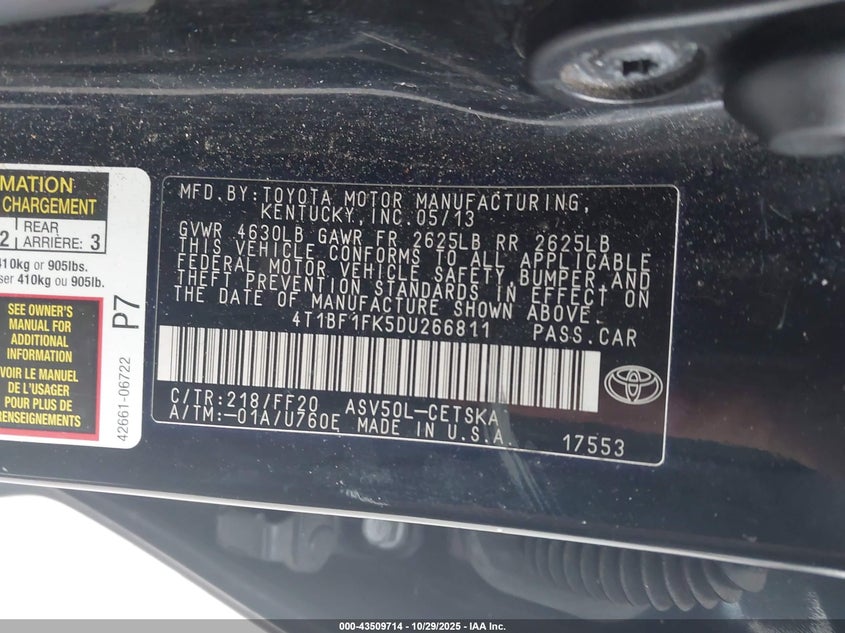 MATION
CHARGEMENT
2
REAR
ARRIÈRE: 3
410kg or 905lbs.
ser 410kg ou 905lb.
SEE OWNER'S
MANUAL FOR
ADDITIONAL
INFORMATION
VOIR LE MANUEL
DE L'USAGER
POUR PLUS DE
RENSEIGNEMENTS
P7
42661-06722
MFD.BY:TOYOTA MOTOR MANUFACTURING,
KENTUCKY,INC.05/13
GVWR 4630LB GAWR FR 2625LB RR 2625LB
THIS VEHICLE CONFORMS TO ALL APPLICABLE
FEDERAL MOTOR VEHICLE SAFETY,BUMPER,AND
THEFT PREVENTION STANDARDS IN EFFECT ON
THE DATE OF MANUFACTURE SHOWN ABOVE.
4T1BF1FK5DU266811 PASS.CAR
C/TR:218/FF20 ASV50L-CETSKA
A/TM:-01A/U760E MADE IN U.S.A.
17553
000-43509714 - 10/29/2025 - IAA Inc.